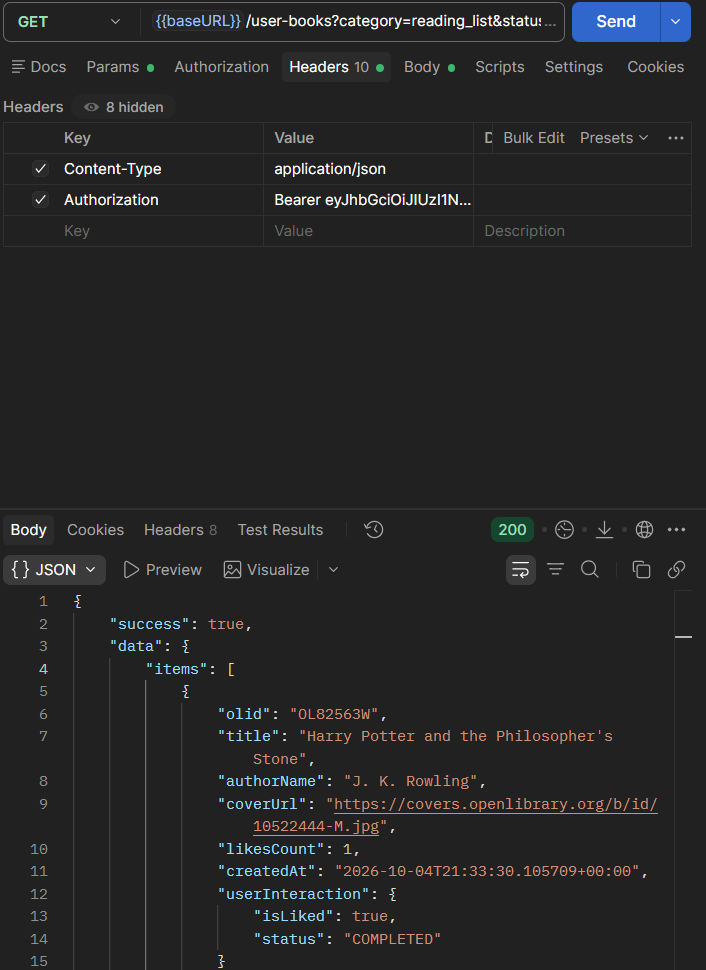 GET {{baseURL}} /user-books?category=reading_list&statu... Send
Docs Params Authorization Headers 10 Body Scripts Settings Cookies
Headers 8 hidden
Key Value D Bulk Edit Presets ...
Content-Type application/json
Authorization Bearer eyJhbGciOiJIUzI1N...
Key Value Description
Body Cookies Headers 8 Test Results 200 ...
{} JSON Preview Visualize
1 {
2 "success": true,
3 "data": {
4 "items": [
5 {
6 "olid": "OL82563W",
7 "title": "Harry Potter and the Philosopher's
Stone",
8 "authorName": "J. K. Rowling",
9 "coverUrl": "https://covers.openlibrary.org/b/id/
10522444-M.jpg",
10 "likesCount": 1,
11 "createdAt": "2026-10-04T21:33:30.105709+00:00",
12 "userInteraction": {
13 "isLiked": true,
14 "status": "COMPLETED"
15 }